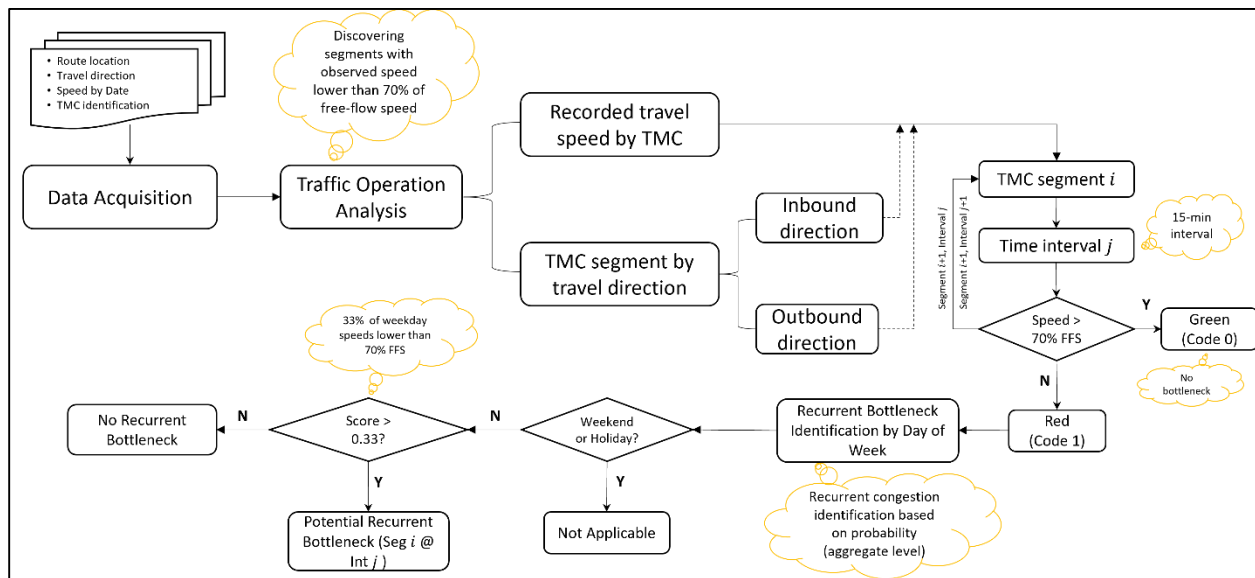 • Route location
• Travel direction
• Speed by Date
• TMC identification
Discovering
segments with
observed speed
lower than 70% of
free-flow speed
Data Acquisition
Traffic Operation
Analysis
Recorded travel
speed by TMC
TMC segment by
travel direction
Inbound
direction
Outbound
direction
TMC segment i
Segment i+1, Interval j
Segment i+1, Interval j+1
Time interval j
15-min
interval
Speed >
70% FFS
Y
Green
(Code 0)
No
bottleneck
N
Red
(Code 1)
Recurrent Bottleneck
Identification by Day of
Week
Recurrent congestion
identification based
on probability
(aggregate level)
Weekend
or Holiday?
Y
Not Applicable
N
33% of weekday
speeds lower than
70% FFS
Score >
0.33?
N
No Recurrent
Bottleneck
Y
Potential Recurrent
Bottleneck (Seg i @
Int j )